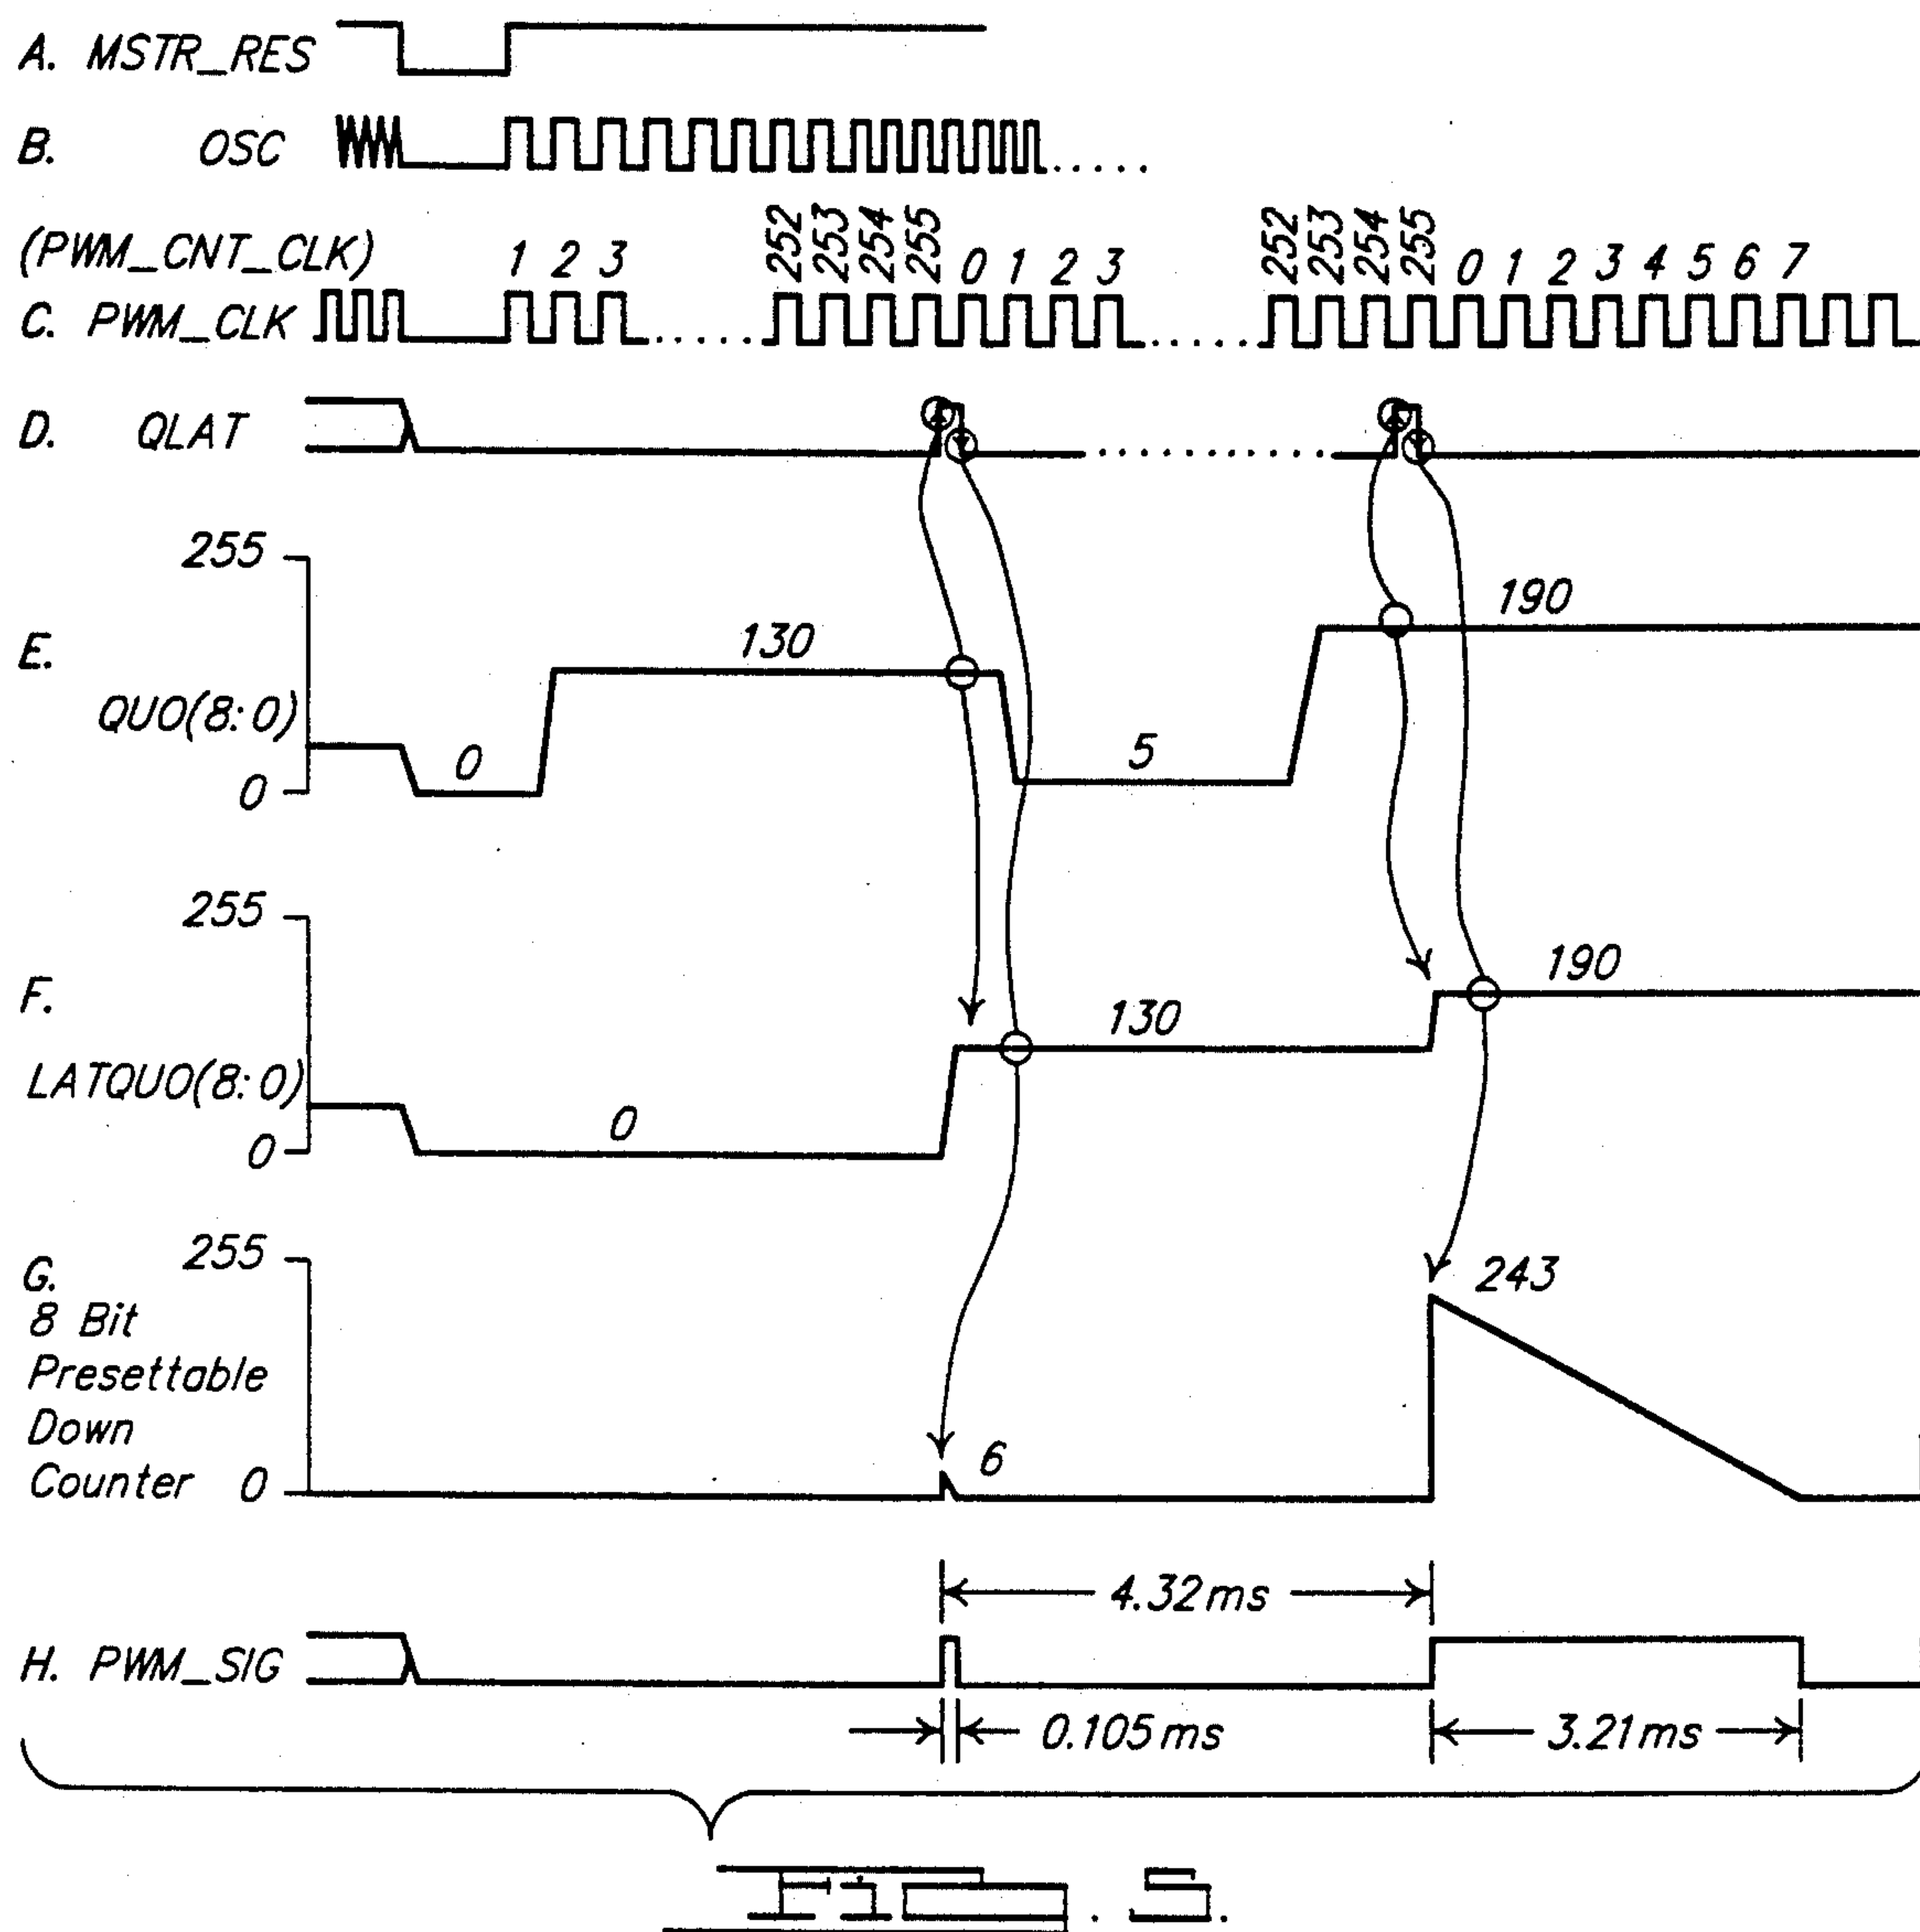 A. MSTR_RES
B. OSC
(PWM_CNT_CLK) 1 2 3 252 253 254 255 0 1 2 3 252 253 254 255 0 1 2 3 4 5 6 7
C. PWM_CLK
D. QLAT
255
190
130
E.
QUO(8:0)
0 5
0
255
190
F.
130
LATQUO(8:0)
0
0
255
G.
243
8 Bit
Presettable
Down
6
Counter 0
4.32ms
H. PWM_SIG
0.105ms 3.21ms
FIG. 5.